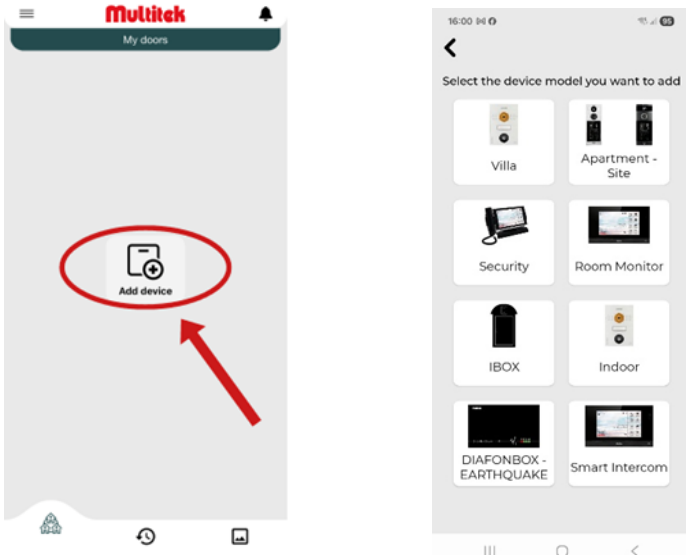 Multitek
My doors
Add device
16:00
95
Select the device model you want to add
Villa
Apartment -
Site
Security
Room Monitor
IBOX
Indoor
DIAFONBOX -
EARTHQUAKE
Smart Intercom